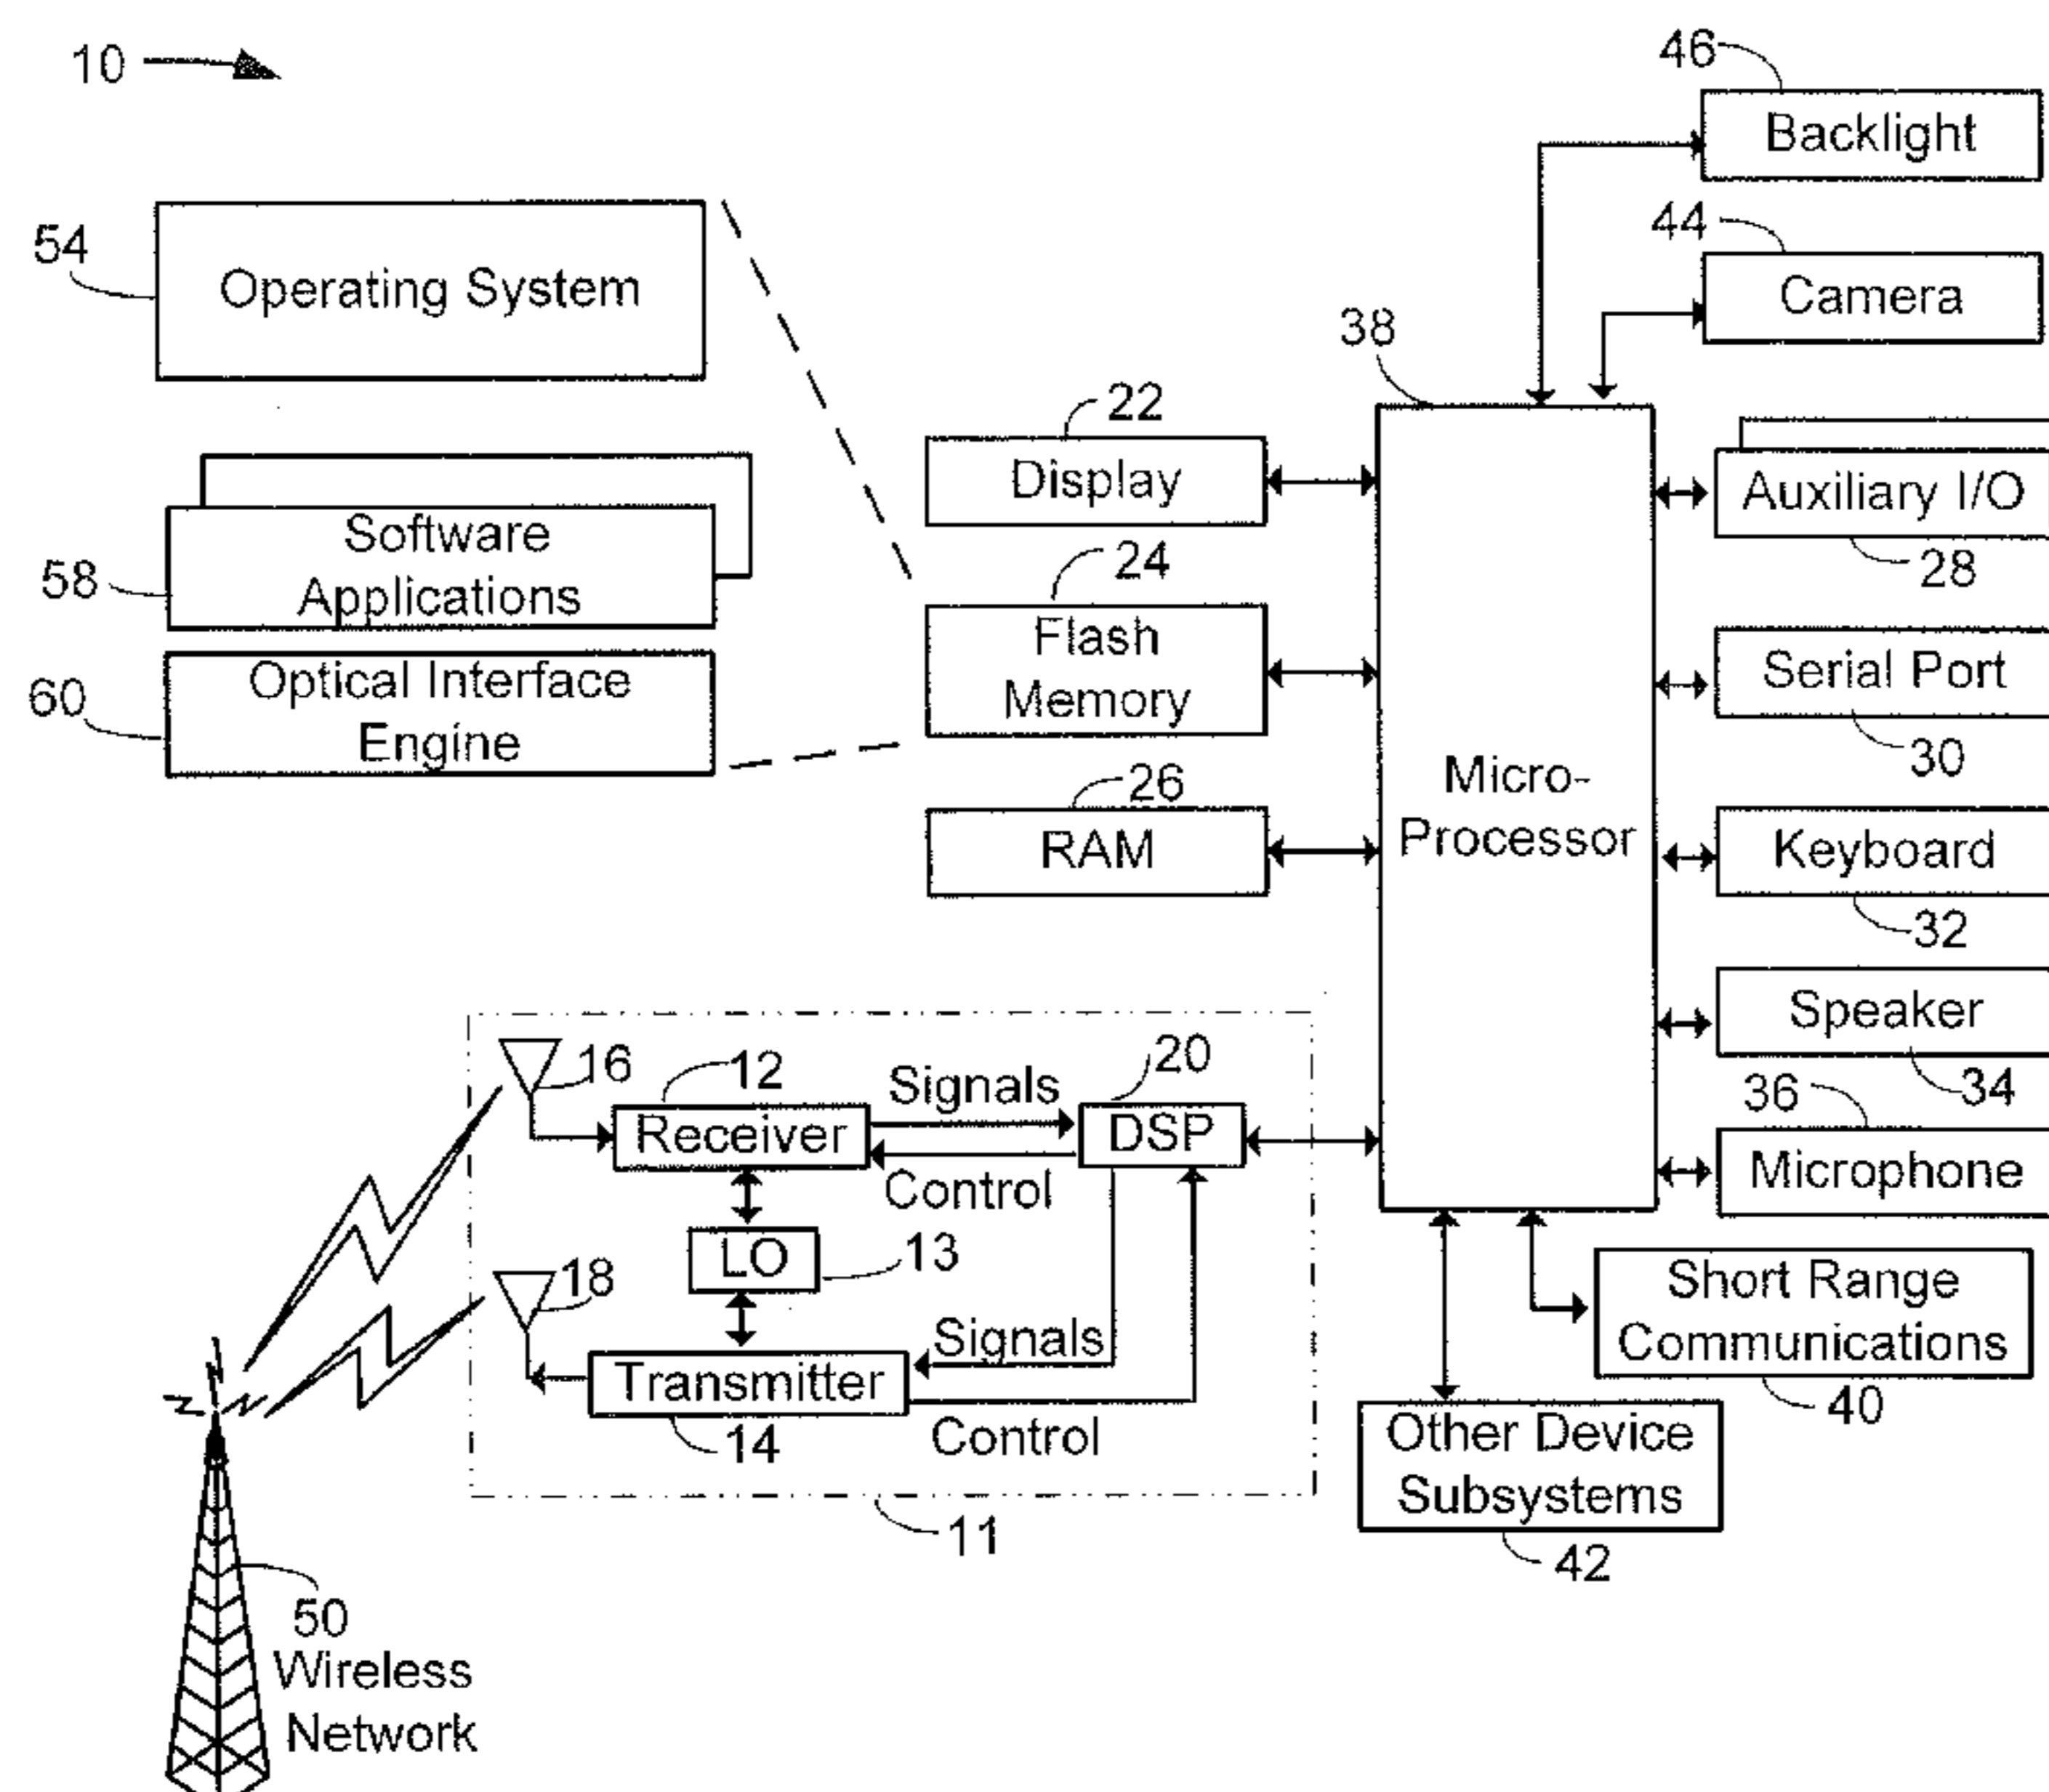 10
46
Backlight
54
Operating System
44
Camera
38
22
Display
Auxiliary I/O
28
58
Software
Applications
24
Flash
Memory
Serial Port
30
60
Optical Interface
Engine
26
RAM
Micro-
Processor
Keyboard
32
Speaker
34
16
12
Receiver
Signals
20
DSP
Control
36
Microphone
LO
13
18
Signals
Transmitter
14
Control
Short Range
Communications
40
Other Device
Subsystems
42
11
50
Wireless
Network